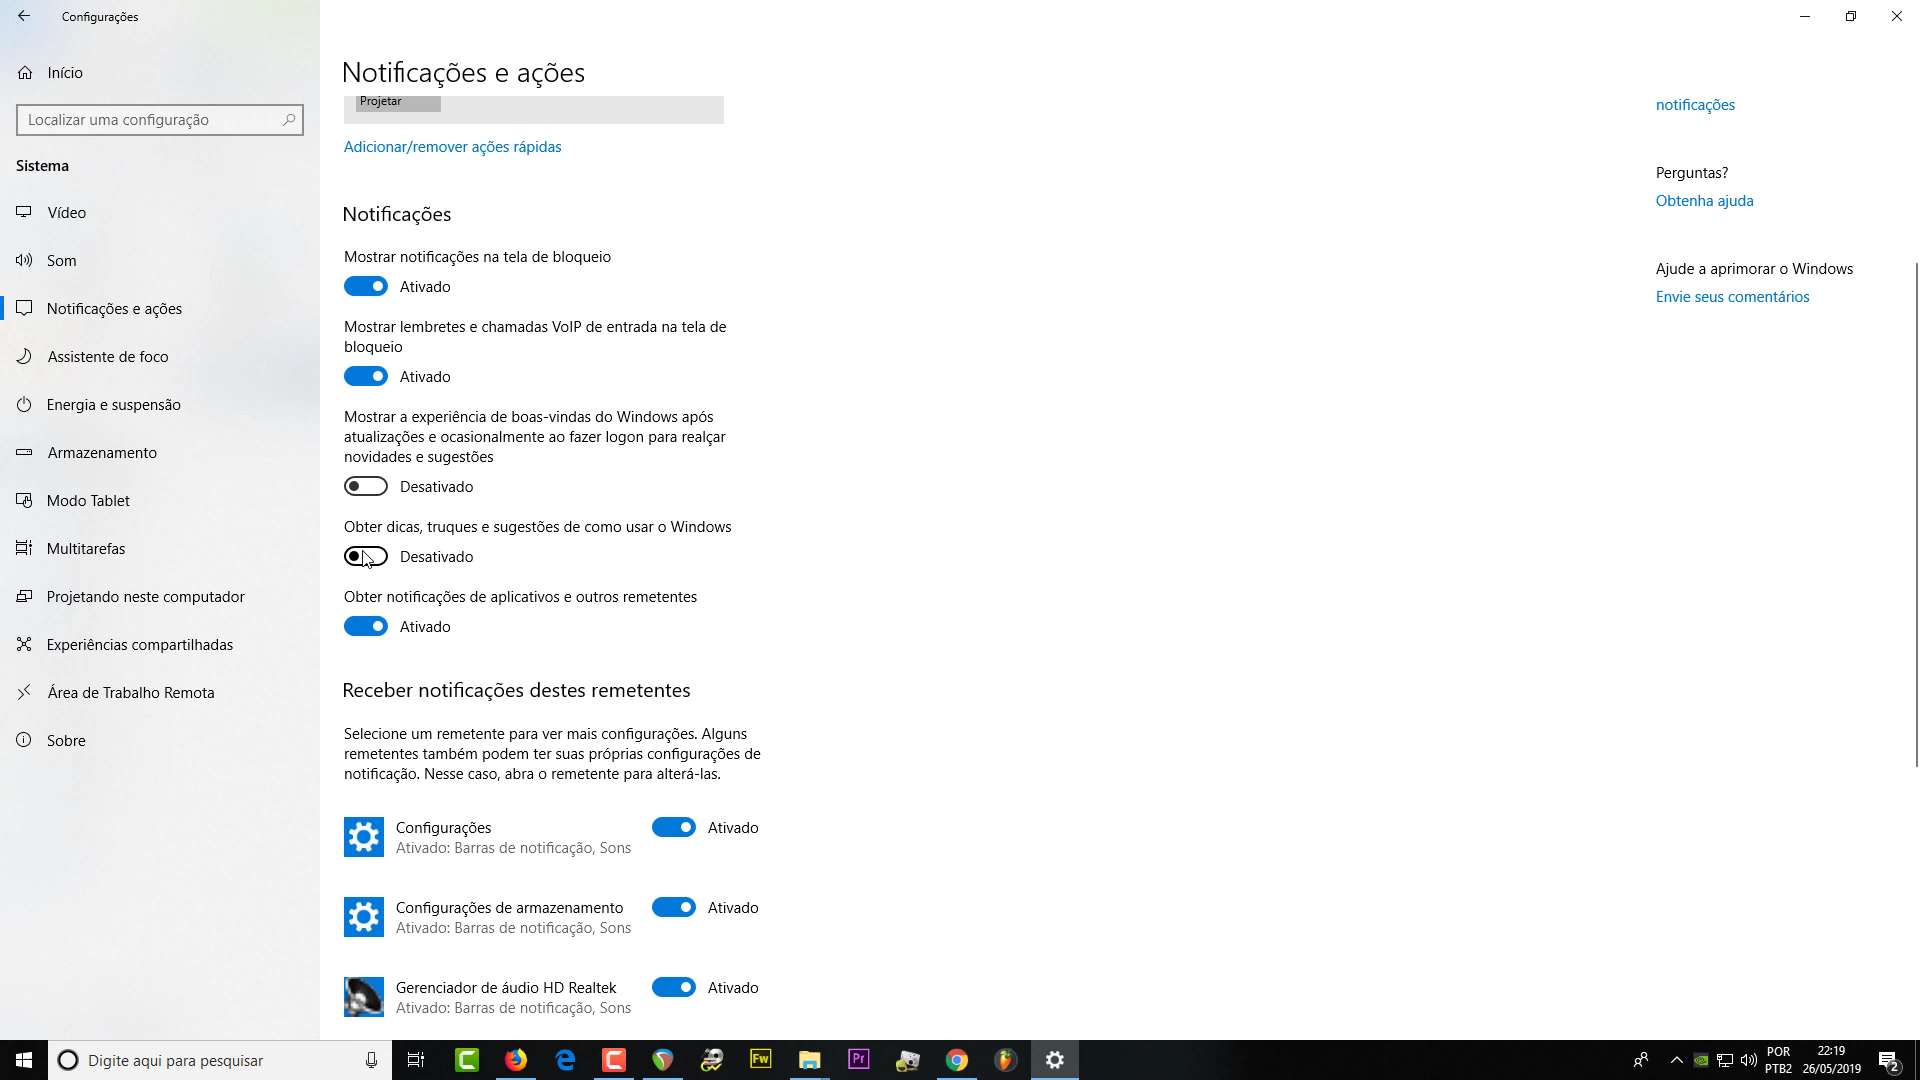 Configurações
Início
Localizar uma configuração
Sistema
Vídeo
Som
Notificações e ações
Assistente de foco
Energia e suspensão
Armazenamento
Modo Tablet
Multitarefas
Projetando neste computador
Experiências compartilhadas
Área de Trabalho Remota
Sobre
Notificações e ações
Projetar
Adicionar/remover ações rápidas
Notificações
Mostrar notificações na tela de bloqueio
Ativado
Mostrar lembretes e chamadas VoIP de entrada na tela de
bloqueio
Ativado
Mostrar a experiência de boas-vindas do Windows após
atualizações e ocasionalmente ao fazer logon para realçar
novidades e sugestões
Desativado
Obter dicas, truques e sugestões de como usar o Windows
Desativado
Obter notificações de aplicativos e outros remetentes
Ativado
Receber notificações destes remetentes
Selecione um remetente para ver mais configurações. Alguns
remetentes também podem ter suas próprias configurações de
notificação. Nesse caso, abra o remetente para alterá-las.
Configurações
Ativado: Barras de notificação, Sons
Ativado
Configurações de armazenamento
Ativado: Barras de notificação, Sons
Ativado
Gerenciador de áudio HD Realtek
Ativado: Barras de notificação, Sons
Ativado
notificações
Perguntas?
Obtenha ajuda
Ajude a aprimorar o Windows
Envie seus comentários
Digite aqui para pesquisar
Fw
Pr
POR
PTB2
22:19
26/05/2019
2